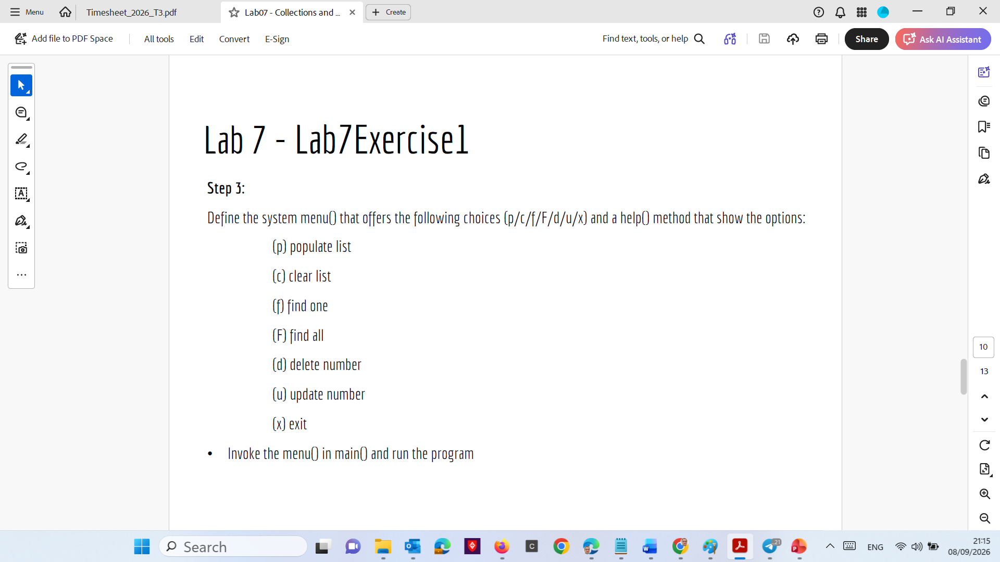 Menu
Timesheet_2026_T3.pdf
Lab07 - Collections and ...
Create
Add file to PDF Space
All tools
Edit
Convert
E-Sign
Find text, tools, or help
Share
Ask AI Assistant
Lab 7 - Lab7Exercise1
Step 3:
Define the system menu() that offers the following choices (p/c/f/F/d/u/x) and a help() method that show the options:
(p) populate list
(c) clear list
(f) find one
(F) find all
(d) delete number
(u) update number
(x) exit
• Invoke the menu() in main() and run the program
10
13
Search
C
..21
ENG
21:15
08/09/2026